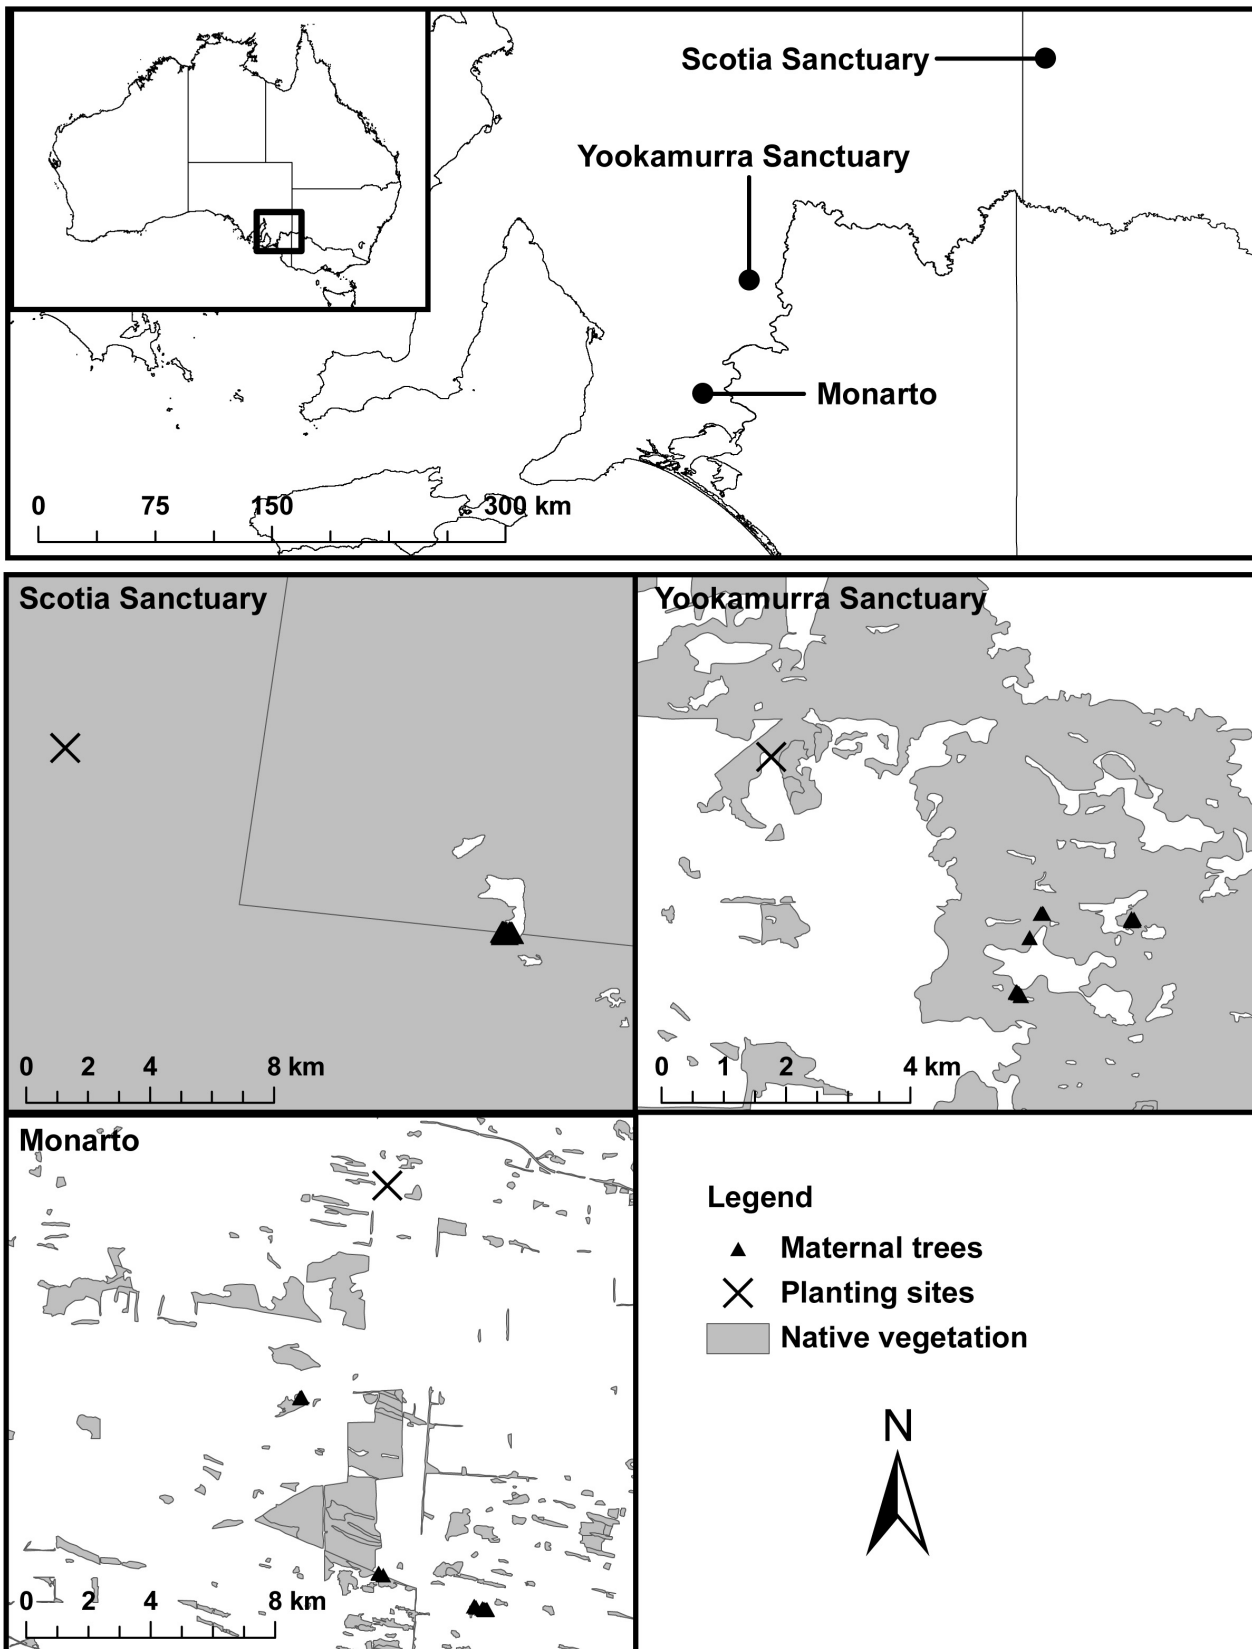 Scotia Sanctuary
Yookamurra Sanctuary
Monarto
0 75 150 300 km
Scotia Sanctuary
0 2 4 8 km
Yookamurra Sanctuary
0 1 2 4 km
Monarto
0 2 4 8 km
Legend
Maternal trees
Planting sites
Native vegetation
N